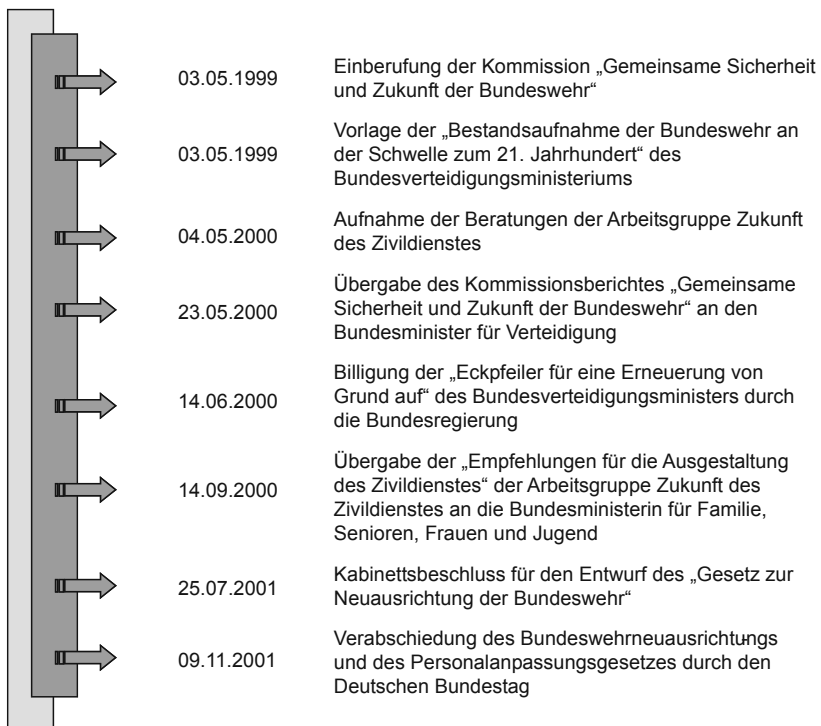 03.05.1999
Einberufung der Kommission „Gemeinsame Sicherheit
und Zukunft der Bundeswehr“
03.05.1999
Vorlage der „Bestandsaufnahme der Bundeswehr an
der Schwelle zum 21. Jahrhundert“ des
Bundesverteidigungsministeriums
04.05.2000
Aufnahme der Beratungen der Arbeitsgruppe Zukunft
des Zivildienstes
23.05.2000
Übergabe des Kommissionsberichtes „Gemeinsame
Sicherheit und Zukunft der Bundeswehr“ an den
Bundesminister für Verteidigung
14.06.2000
Billigung der „Eckpfeiler für eine Erneuerung von
Grund auf“ des Bundesverteidigungsministers durch
die Bundesregierung
14.09.2000
Übergabe der „Empfehlungen für die Ausgestaltung
des Zivildienstes“ der Arbeitsgruppe Zukunft des
Zivildienstes an die Bundesministerin für Familie,
Senioren, Frauen und Jugend
25.07.2001
Kabinettsbeschluss für den Entwurf des „Gesetz zur
Neuausrichtung der Bundeswehr“
09.11.2001
Verabschiedung des Bundeswehrneuausrichtungs
und des Personalanpassungsgesetzes durch den
Deutschen Bundestag